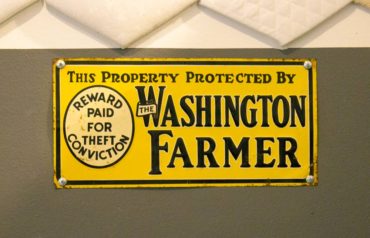 THIS PROPERTY PROTECTED BY
REWARD
PAID
FOR
THEFT
CONVICTION
THE
WASHINGTON
FARMER